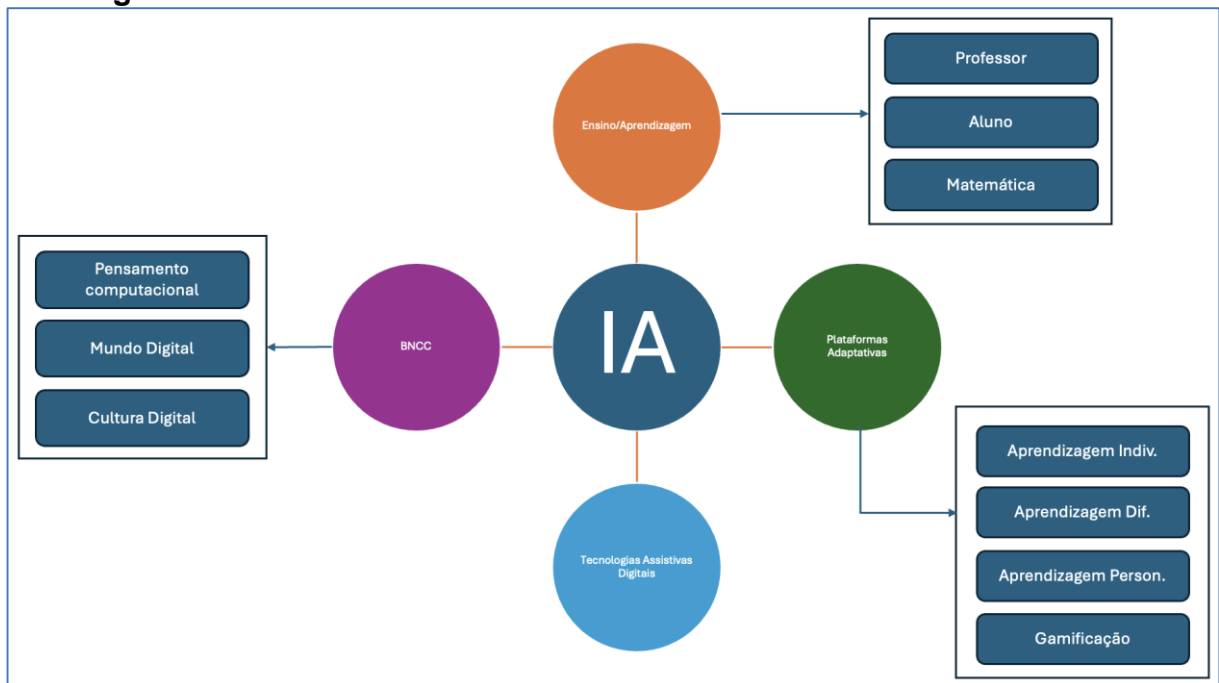 Professor
Ensino/Aprendizagem
Aluno
Matemática
Pensamento
computacional
Mundo Digital
Cultura Digital
BNCC
IA
Plataformas
Adaptativas
Aprendizagem Indiv.
Aprendizagem Dif.
Aprendizagem Person.
Gamificação
Tecnologias Assistivas
Digitais